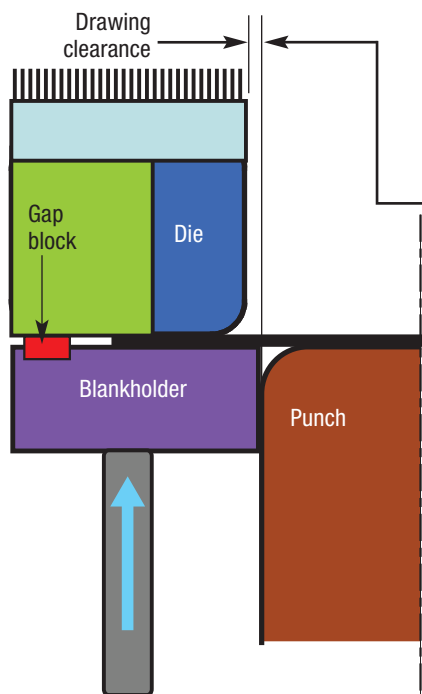 Drawing
clearance
Gap
block
Die
Blankholder
Punch